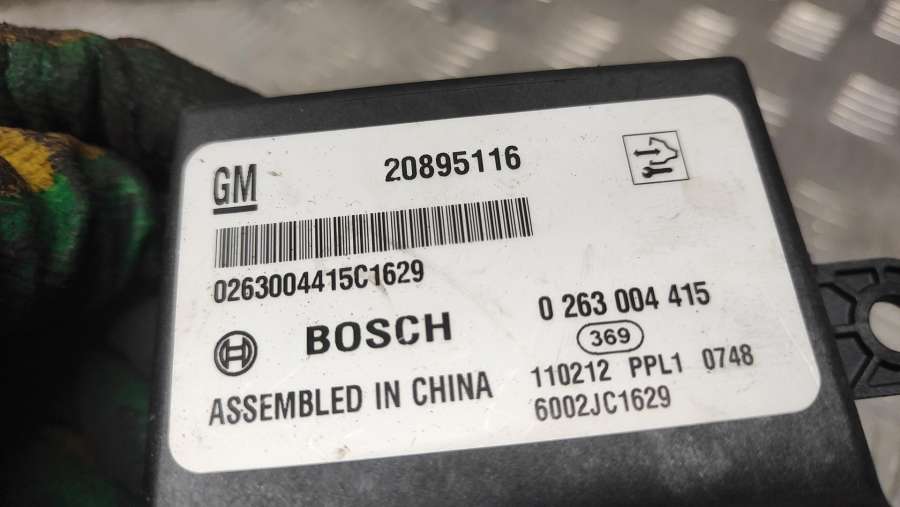 GM 20895116
0263004415C1629
BOSCH 0 263 004 415
369
ASSEMBLED IN CHINA 110212 PPL1 0748
6002JC1629